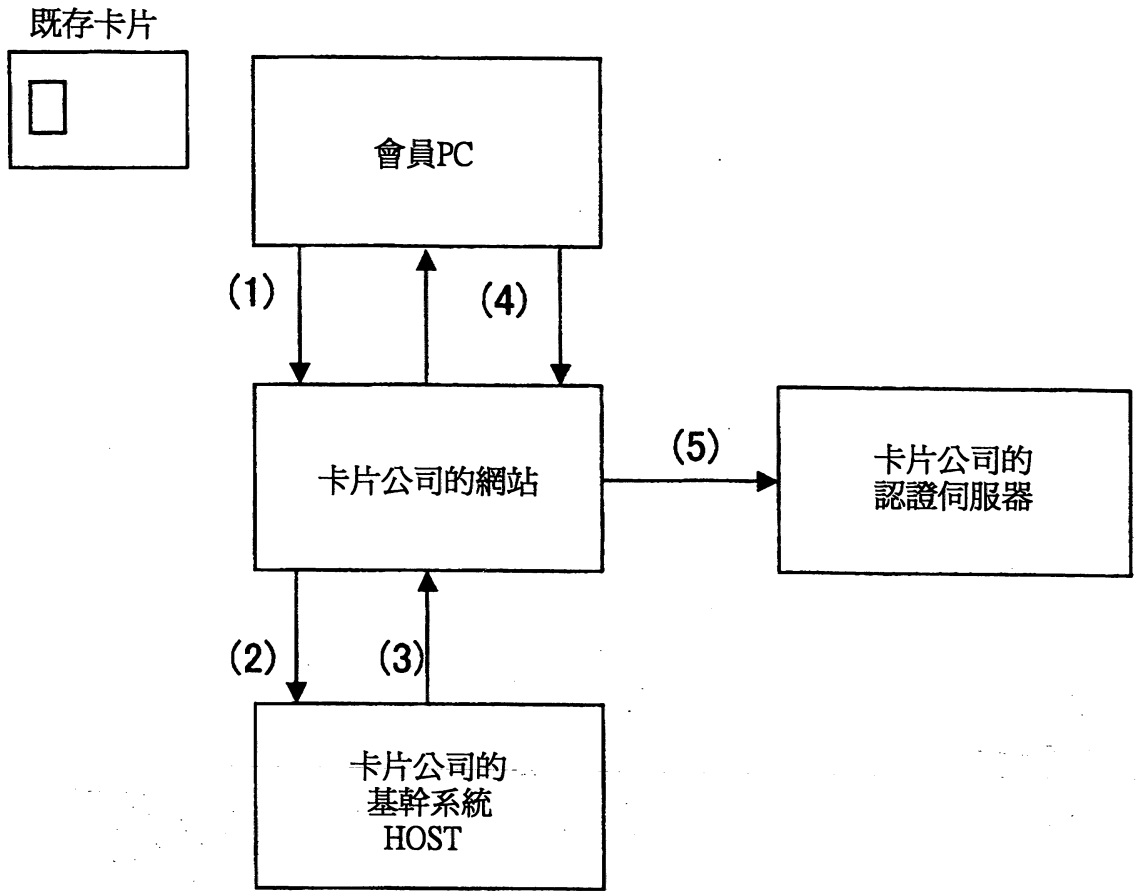 既存卡片
會員PC
(1)
(4)
卡片公司的網站
(5)
卡片公司的
認證伺服器
(2)
(3)
卡片公司的
基幹系統
HOST